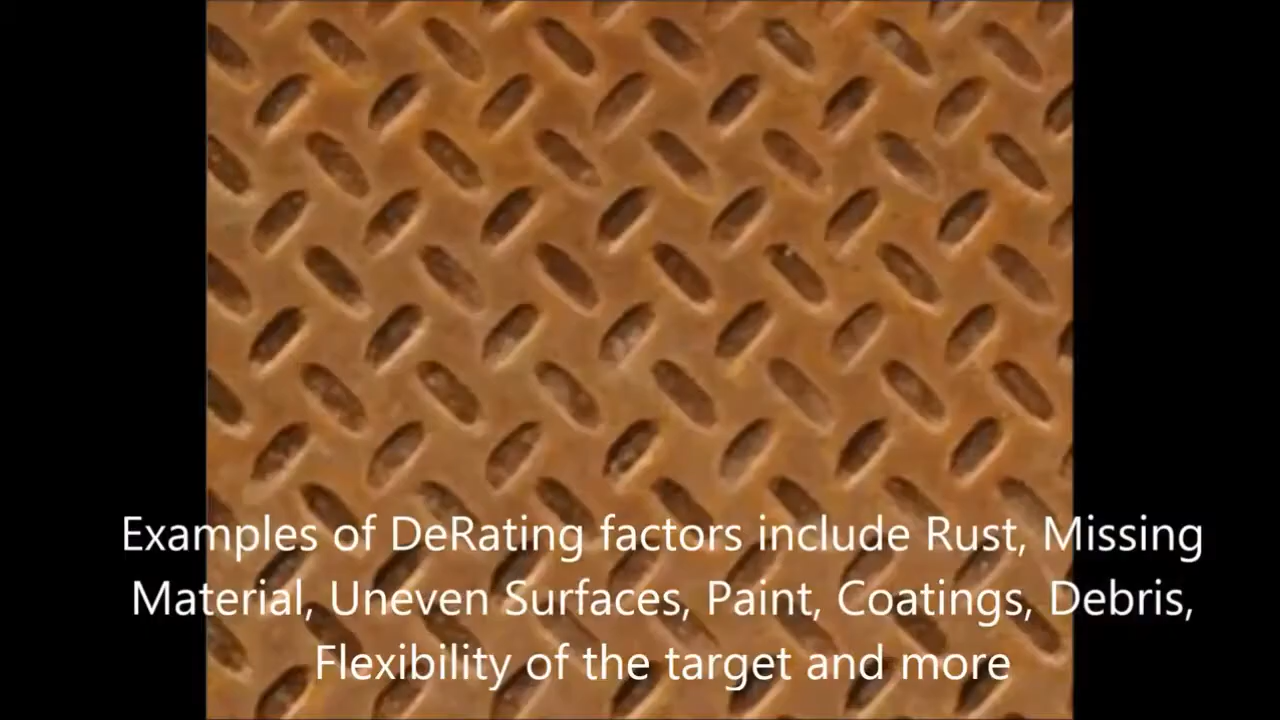 Examples of DeRating factors include Rust, Missing
Material, Uneven Surfaces, Paint, Coatings, Debris,
Flexibility of the target and more